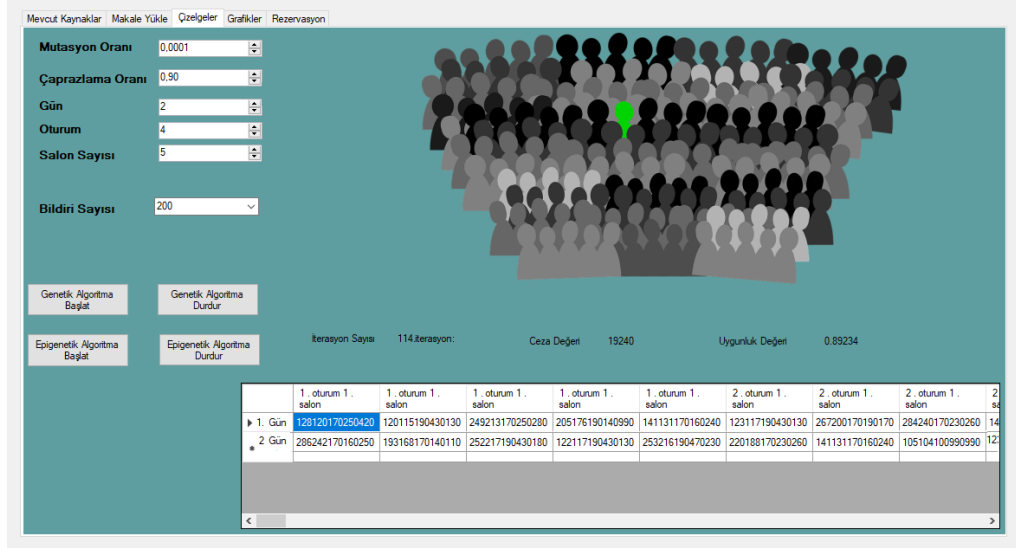 Mevcut Kaynaklar Makale Yükle Çizelgeler Grafikler Rezervasyon
Mutasyon Oranı 0,0001
Çaprazlama Oranı 0,90
Gün 2
Oturum 4
Salon Sayısı 5
Bildiri Sayısı 200
Genetik Algoritma Başlat
Genetik Algoritma Durdur
Epigenetik Algoritma Başlat
Epigenetik Algoritma Durdur
İterasyon Sayısı 114.iterasyon: Ceza Değeri 19240 Uygunluk Değeri 0.89234
1 . oturum 1 . salon 1 . oturum 1 . salon 1 . oturum 1 . salon 1 . oturum 1 . salon 1 . oturum 1 . salon 2 . oturum 1 . salon 2 . oturum 1 . salon 2 . oturum 1 . salon 2
1. Gün 128120170250420 120115190430130 249213170250280 205176190140990 141131170160240 123117190430130 267200170190170 284240170230260 14
2 Gün 286242170160250 193168170140110 252217190430180 122117190430130 253216190470230 220188170230260 141131170160240 105104100990990 123